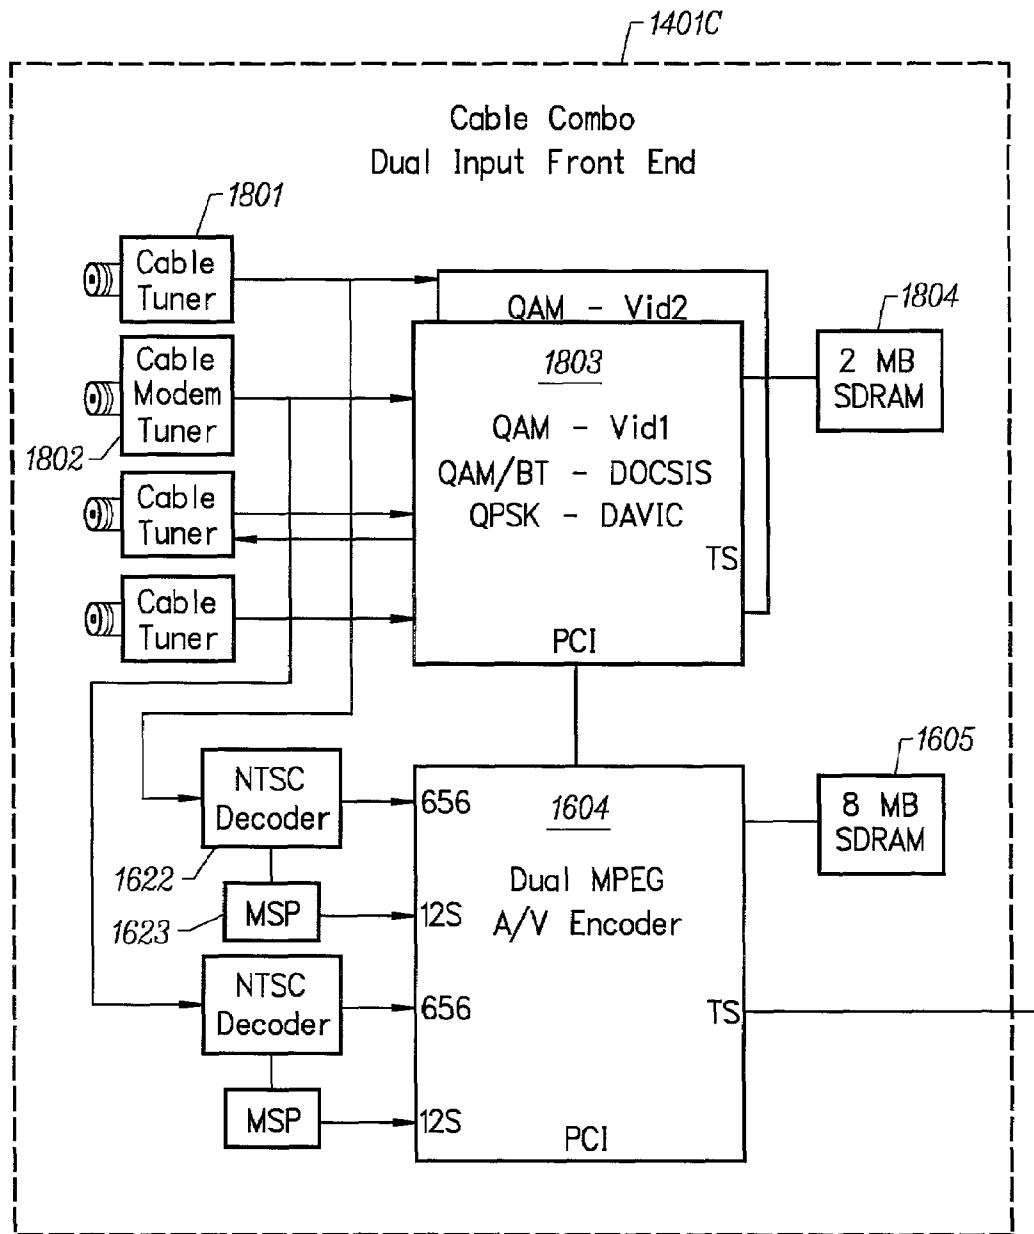 1401C
Cable Combo
Dual Input Front End
1801
Cable
Tuner
QAM - Vid2
1804
2 MB
SDRAM
Cable
Modem
Tuner
1802
1803
QAM - Vid1
QAM/BT - DOCSIS
QPSK - DAVIC
TS
PCI
Cable
Tuner
Cable
Tuner
1605
8 MB
SDRAM
NTSC
Decoder
1622
656
1604
Dual MPEG
A/V Encoder
MSP
1623
12S
NTSC
Decoder
656
TS
MSP
12S
PCI